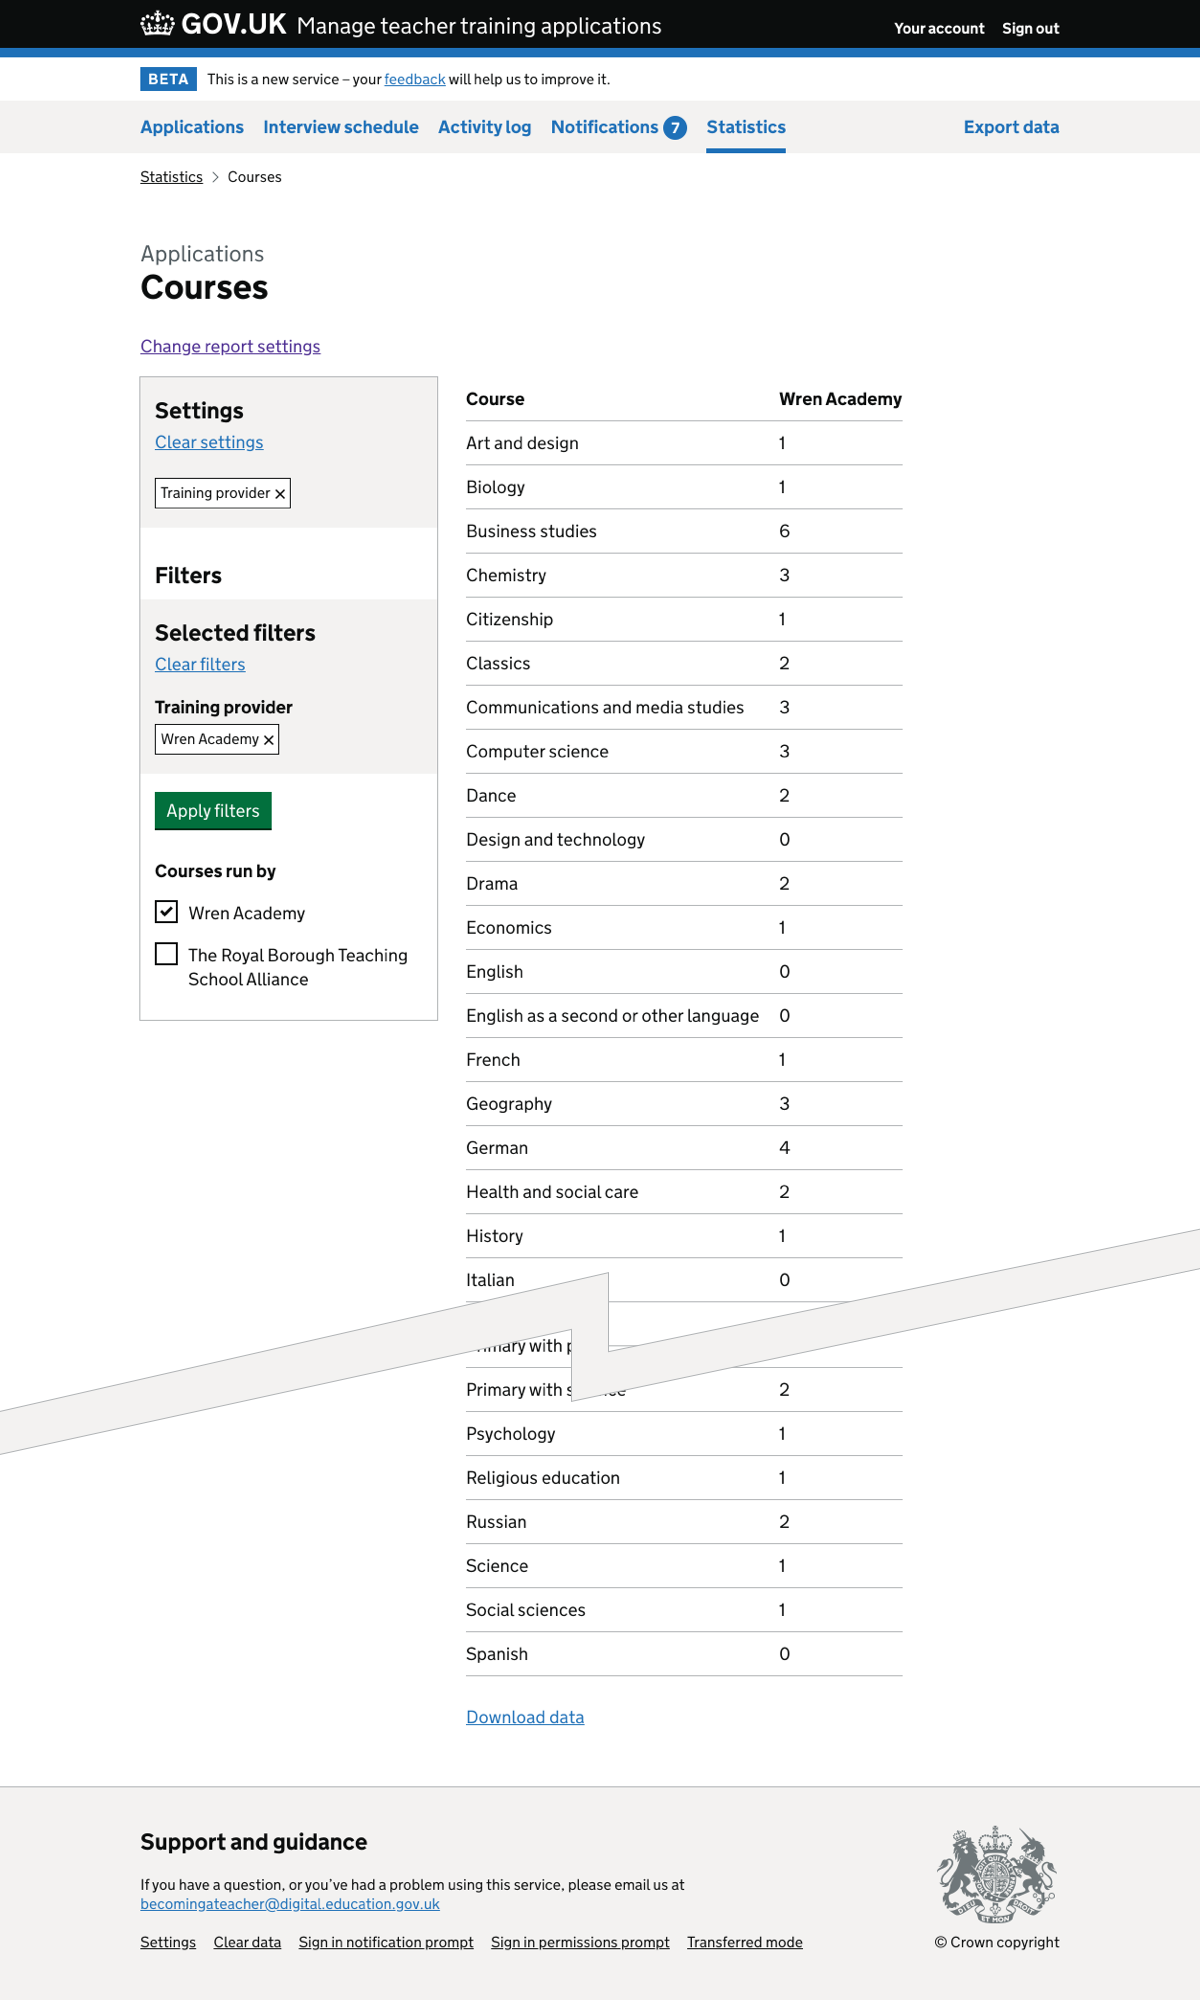 GOV.UK Manage teacher training applications Your account Sign out
BETA This is a new service – your feedback will help us to improve it.
Applications Interview schedule Activity log Notifications 7 Statistics Export data
Statistics > Courses
Applications
Courses
Change report settings
Settings
Clear settings
Training provider ×
Filters
Selected filters
Clear filters
Training provider
Wren Academy ×
Apply filters
Courses run by
Wren Academy
The Royal Borough Teaching
School Alliance
Course Wren Academy
Art and design 1
Biology 1
Business studies 6
Chemistry 3
Citizenship 1
Classics 2
Communications and media studies 3
Computer science 3
Dance 2
Design and technology 0
Drama 2
Economics 1
English 0
English as a second or other language 0
French 1
Geography 3
German 4
Health and social care 2
History 1
Italian 0
Primary with
Primary with 2
Psychology 1
Religious education 1
Russian 2
Science 1
Social sciences 1
Spanish 0
Download data
Support and guidance
If you have a question, or you’ve had a problem using this service, please email us at
becomingateacher@digital.education.gov.uk
Settings Clear data Sign in notification prompt Sign in permissions prompt Transferred mode
DIEU ET MON DROIT
© Crown copyright